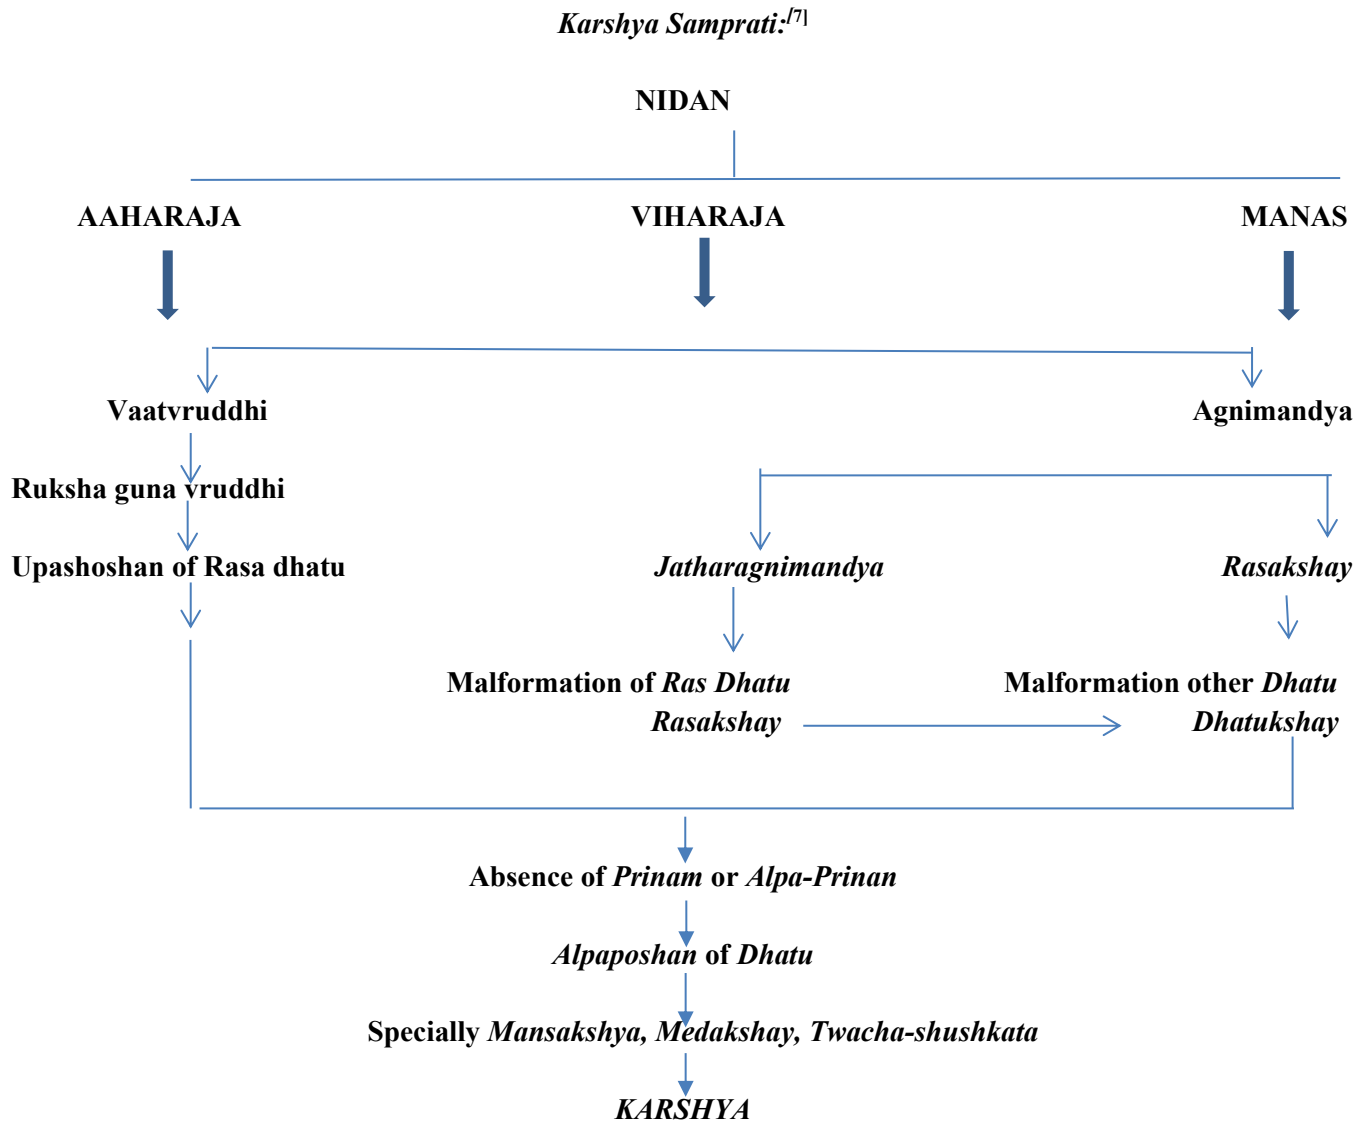 Karshya Samprati:[7]
NIDAN
AAHARAJA VIHARAJA MANAS
Vaatvruddhi Agnimandya
Ruksha guna vruddhi
Upashoshan of Rasa dhatu Jatharagnimandya Rasakshay
Malformation of Ras Dhatu Malformation other Dhatu
Rasakshay Dhatukshay
Absence of Prinam or Alpa-Prinan
Alpaposhan of Dhatu
Specially Mansakshya, Medakshay, Twacha-shushkata
KARSHYA